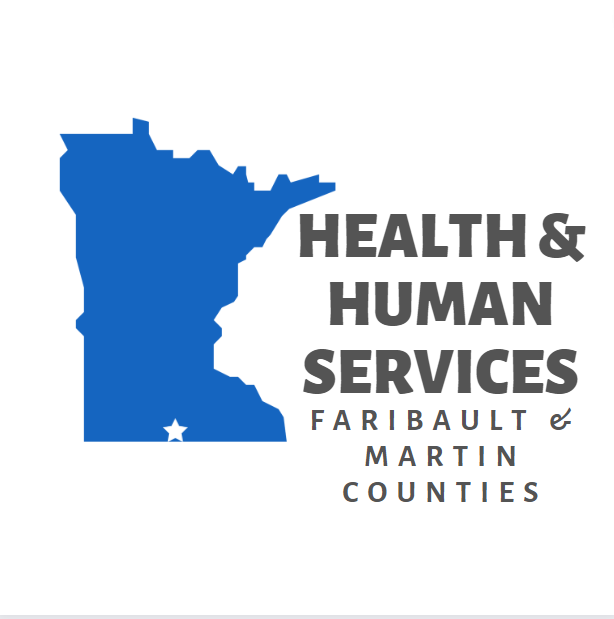 HEALTH &
HUMAN
SERVICES
FARIBAULT &
MARTIN
COUNTIES